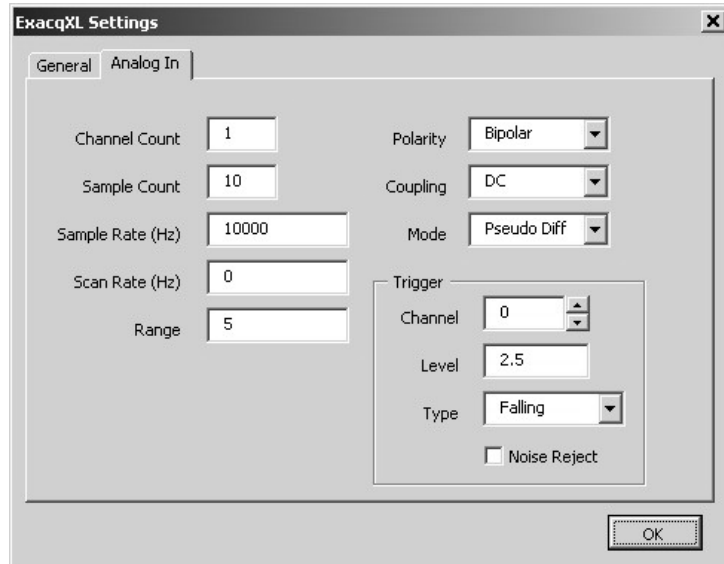 ExacqXL Settings
General
Analog In
Channel Count
1
Sample Count
10
Sample Rate (Hz)
10000
Scan Rate (Hz)
0
Range
5
Polarity
Bipolar
Coupling
DC
Mode
Pseudo Diff
Trigger
Channel
0
Level
2.5
Type
Falling
Noise Reject
OK